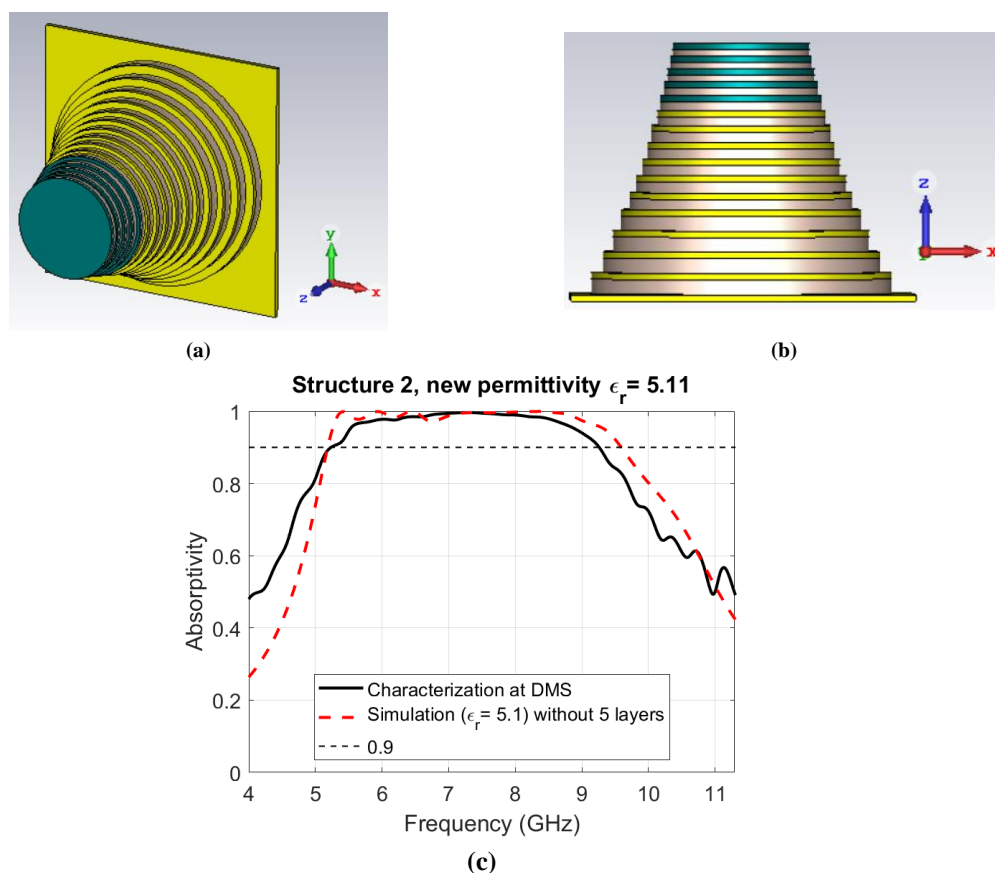 y
x
z
z
x
(a)
(b)
Structure 2, new permittivity ϵr= 5.11
1
0.8
0.6
0.4
0.2
0
Absorptivity
Characterization at DMS
Simulation (ϵr= 5.1) without 5 layers
0.9
4 5 6 7 8 9 10 11
Frequency (GHz)
(c)